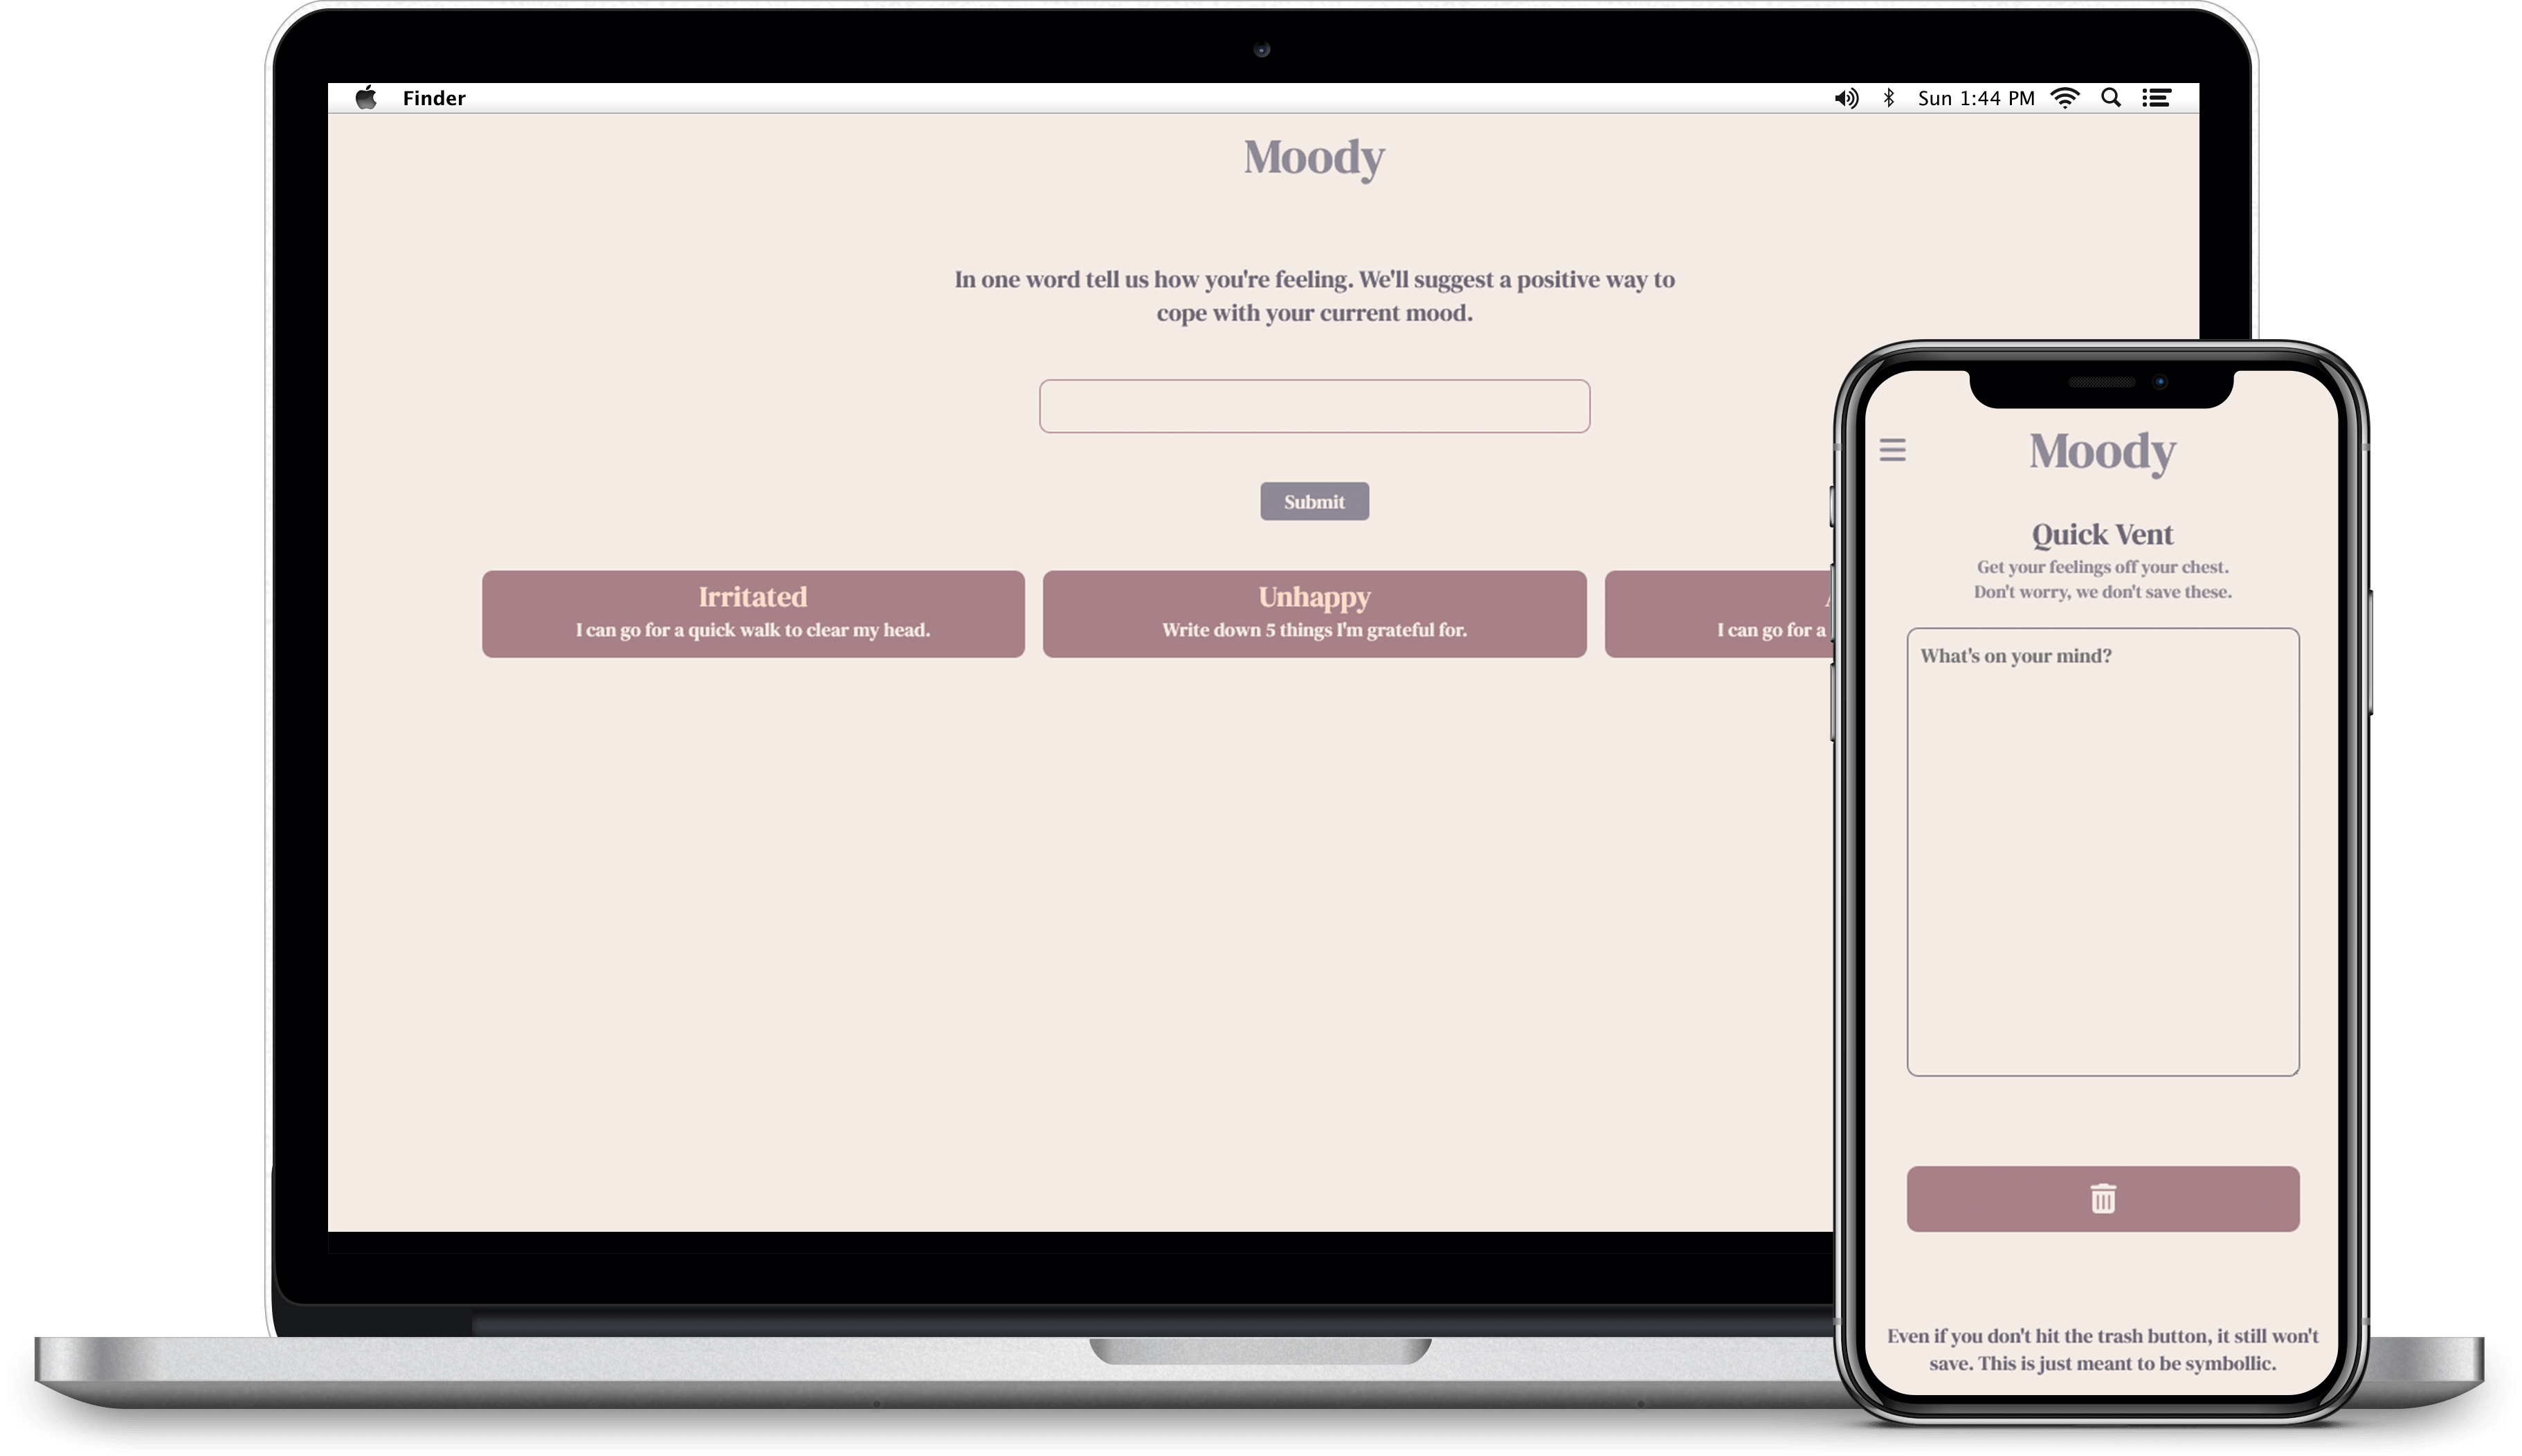 Finder
Sun 1:44 PM
Moody
In one word tell us how you're feeling. We'll suggest a positive way to
cope with your current mood.
Submit
Irritated
I can go for a quick walk to clear my head.
Unhappy
Write down 5 things I'm grateful for.
I can go for a
Moody
Quick Vent
Get your feelings off your chest.
Don't worry, we don't save these.
What's on your mind?
Even if you don't hit the trash button, it still won't
save. This is just meant to be symbollic.